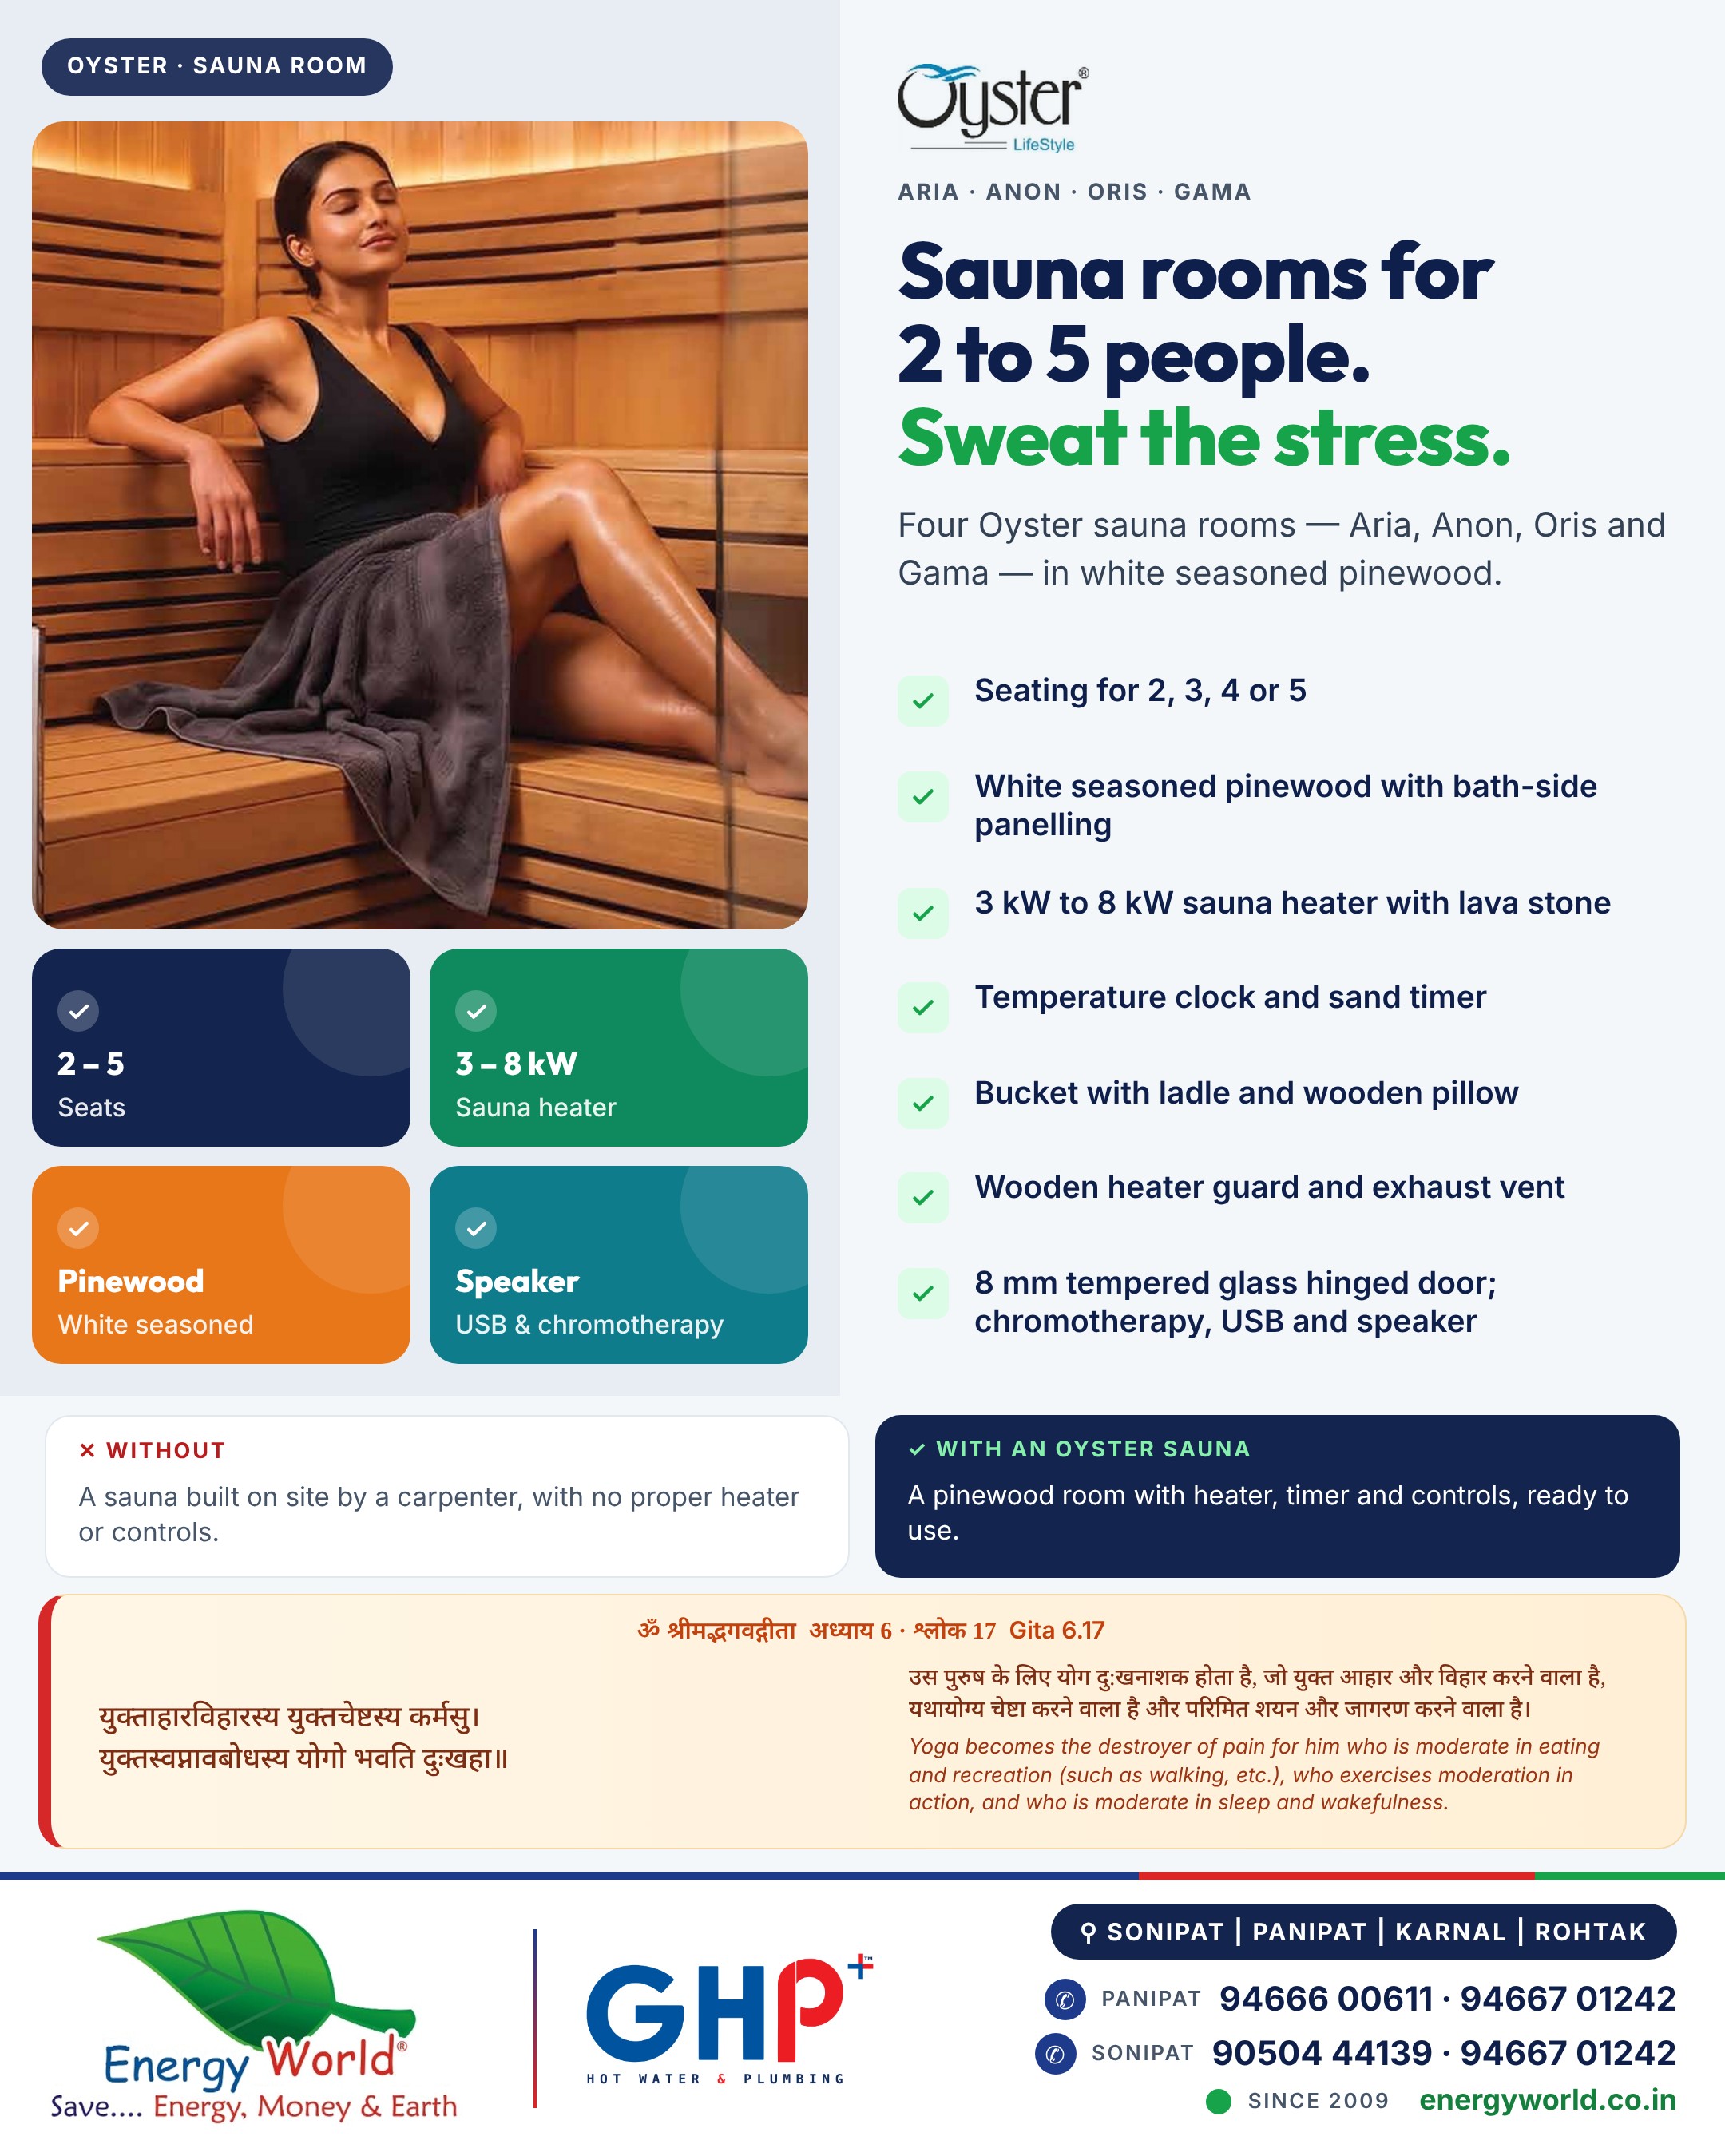 OYSTER · SAUNA ROOM
Oyster®
LifeStyle
ARIA · ANON · ORIS · GAMA
Sauna rooms for
2 to 5 people.
Sweat the stress.
Four Oyster sauna rooms — Aria, Anon, Oris and
Gama — in white seasoned pinewood.
Seating for 2, 3, 4 or 5
White seasoned pinewood with bath-side
panelling
3 kW to 8 kW sauna heater with lava stone
Temperature clock and sand timer
Bucket with ladle and wooden pillow
Wooden heater guard and exhaust vent
8 mm tempered glass hinged door;
chromotherapy, USB and speaker
2 – 5
Seats
3 – 8 kW
Sauna heater
Pinewood
White seasoned
Speaker
USB & chromotherapy
✕ WITHOUT
A sauna built on site by a carpenter, with no proper heater
or controls.
✓ WITH AN OYSTER SAUNA
A pinewood room with heater, timer and controls, ready to
use.
ॐ श्रीमद्भगवद्गीता अध्याय 6 · श्लोक 17 Gita 6.17
युक्ताहारविहारस्य युक्तचेष्टस्य कर्मसु।
युक्तस्वप्नावबोधस्य योगो भवति दुःखहा॥
उस पुरुष के लिए योग दु:खनाशक होता है, जो युक्त आहार और विहार करने वाला है,
यथायोग्य चेष्टा करने वाला है और परिमित शयन और जागरण करने वाला है।
Yoga becomes the destroyer of pain for him who is moderate in eating
and recreation (such as walking, etc.), who exercises moderation in
action, and who is moderate in sleep and wakefulness.
Energy World®
Save.... Energy, Money & Earth
GHP+™
HOT WATER & PLUMBING
SONIPAT | PANIPAT | KARNAL | ROHTAK
PANIPAT 94666 00611 · 94667 01242
SONIPAT 90504 44139 · 94667 01242
SINCE 2009 energyworld.co.in